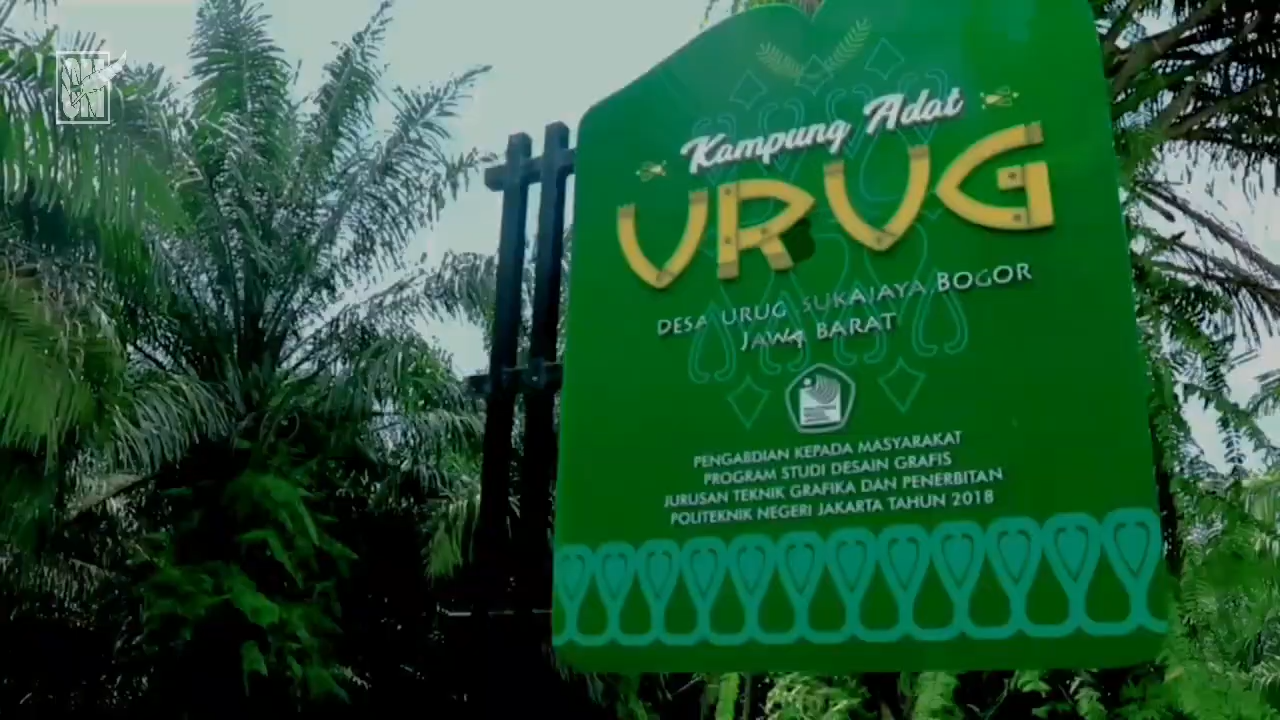 Kampung Adat
URUG
DESA URUG SUKAJAYA BOGOR
JAWA BARAT
PENGABDIAN KEPADA MASYARAKAT
PROGRAM STUDI DESAIN GRAFIS
JURUSAN TEKNIK GRAFIKA DAN PENERBITAN
POLITEKNIK NEGERI JAKARTA TAHUN 2018